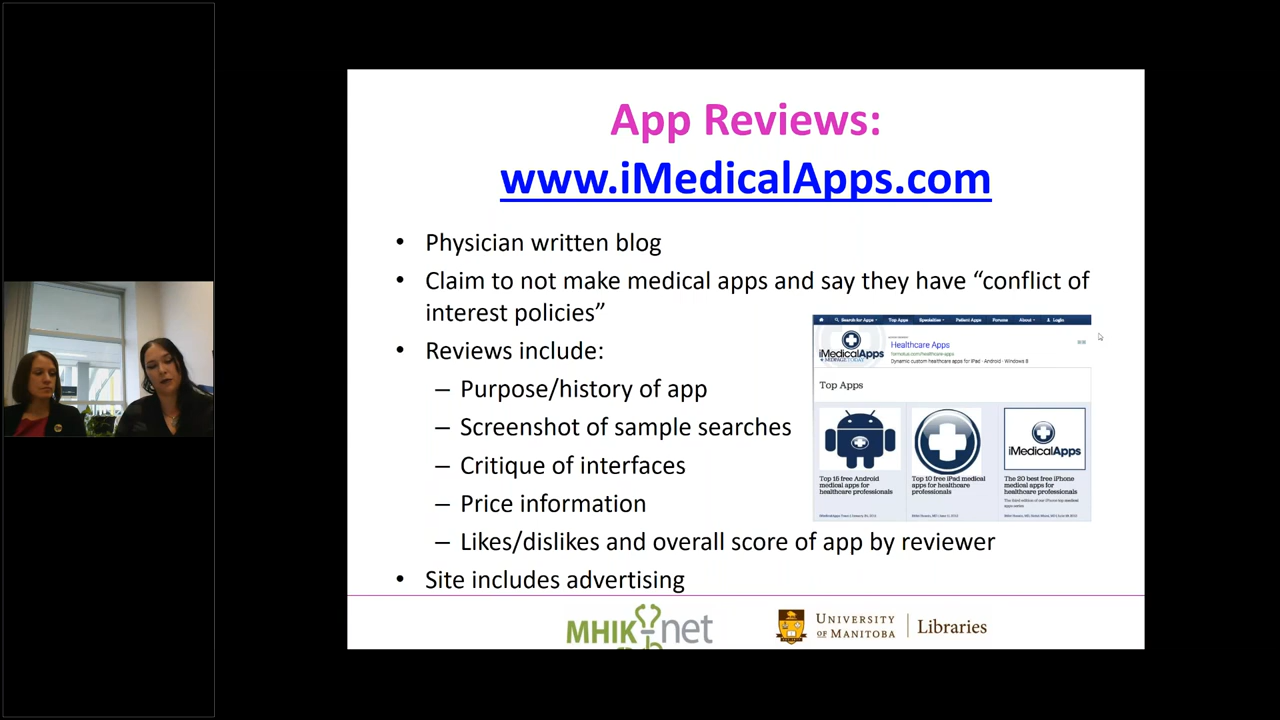 App Reviews:
www.iMedicalApps.com
• Physician written blog
• Claim to not make medical apps and say they have “conflict of
interest policies”
• Reviews include:
– Purpose/history of app
– Screenshot of sample searches
– Critique of interfaces
– Price information
– Likes/dislikes and overall score of app by reviewer
• Site includes advertising
Search for Apps Top Apps Specialties Patient Apps Forums About Login
iMedicalApps
Healthcare Apps
Dynamic custom healthcare apps for iPad · Android · Windows 8
Top Apps
iMedicalApps
Top 15 free Android
medical apps for
healthcare professionals
Top 10 free iPad medical
apps for healthcare
professionals
The 20 best free iPhone
medical apps for
healthcare professionals
MHIKnet
UNIVERSITY
OF MANITOBA
Libraries